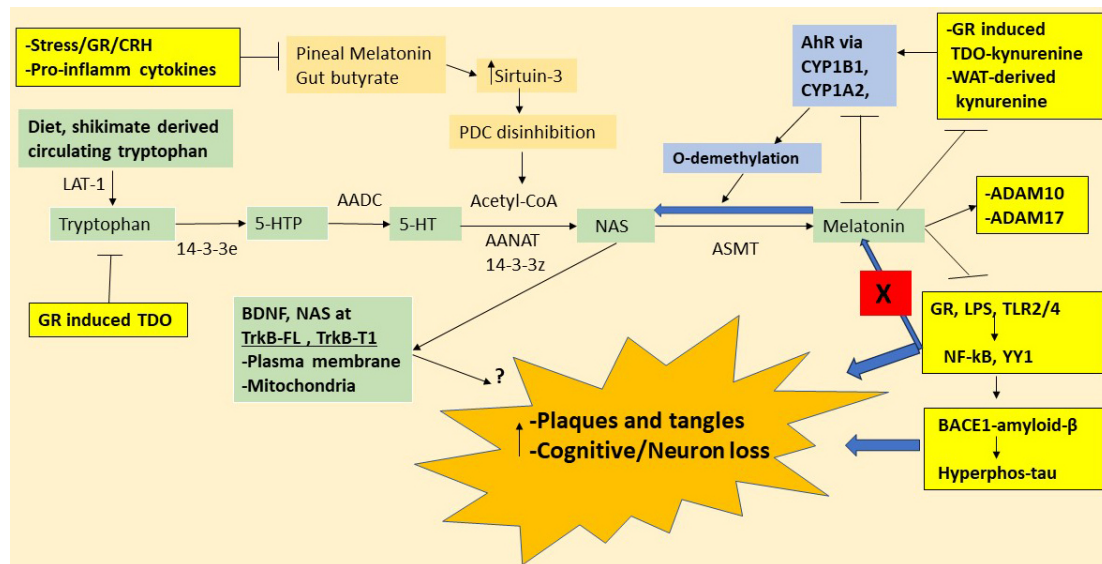 -Stress/GR/CRH
-Pro-inflamm cytokines
Pineal Melatonin
Gut butyrate
Sirtuin-3
PDC disinhibition
Acetyl-CoA
AhR via
CYP1B1,
CYP1A2,
O-demethylation
-GR induced
TDO-kynurenine
-WAT-derived
kynurenine
Diet, shikimate derived
circulating tryptophan
LAT-1
Tryptophan
14-3-3e
5-HTP
AADC
5-HT
AANAT
14-3-3z
NAS
ASMT
Melatonin
-ADAM10
-ADAM17
GR induced TDO
BDNF, NAS at
TrkB-FL , TrkB-T1
-Plasma membrane
-Mitochondria
?
X
GR, LPS, TLR2/4
NF-kB, YY1
-Plaques and tangles
-Cognitive/Neuron loss
BACE1-amyloid-β
Hyperphos-tau